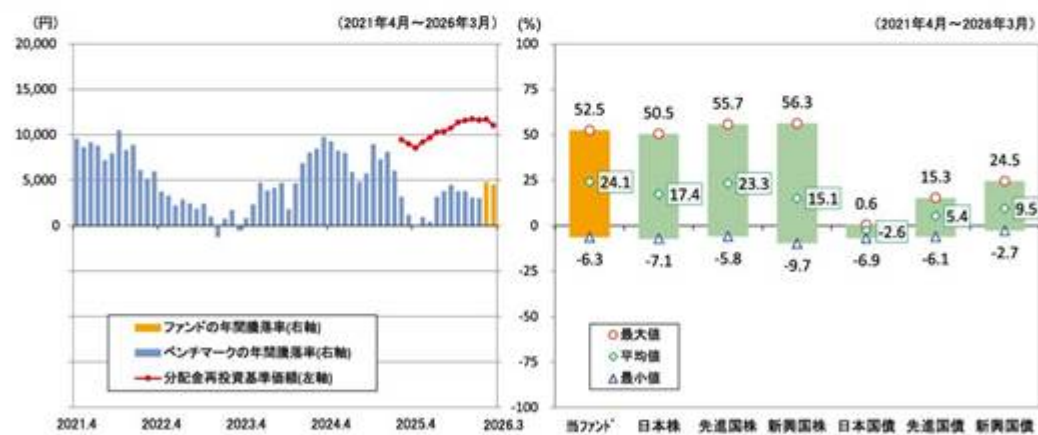 (円)
(2021年4月～2026年3月)
20,000
15,000
10,000
5,000
0
ファンドの年間騰落率(右軸)
ベンチマークの年間騰落率(右軸)
分配金再投資基準価額(左軸)
2021.4 2022.4 2023.4 2024.4 2025.4 2026.3
(%)
(2021年4月～2026年3月)
100
75
50
25
0
-25
-50
-75
-100
52.5 50.5 55.7 56.3 0.6 15.3 24.5
24.1 17.4 23.3 15.1 -2.6 5.4 9.5
-6.3 -7.1 -5.8 -9.7 -6.9 -6.1 -2.7
最大値
平均値
最小値
当ファンド 日本株 先進国株 新興国株 日本国債 先進国債 新興国債